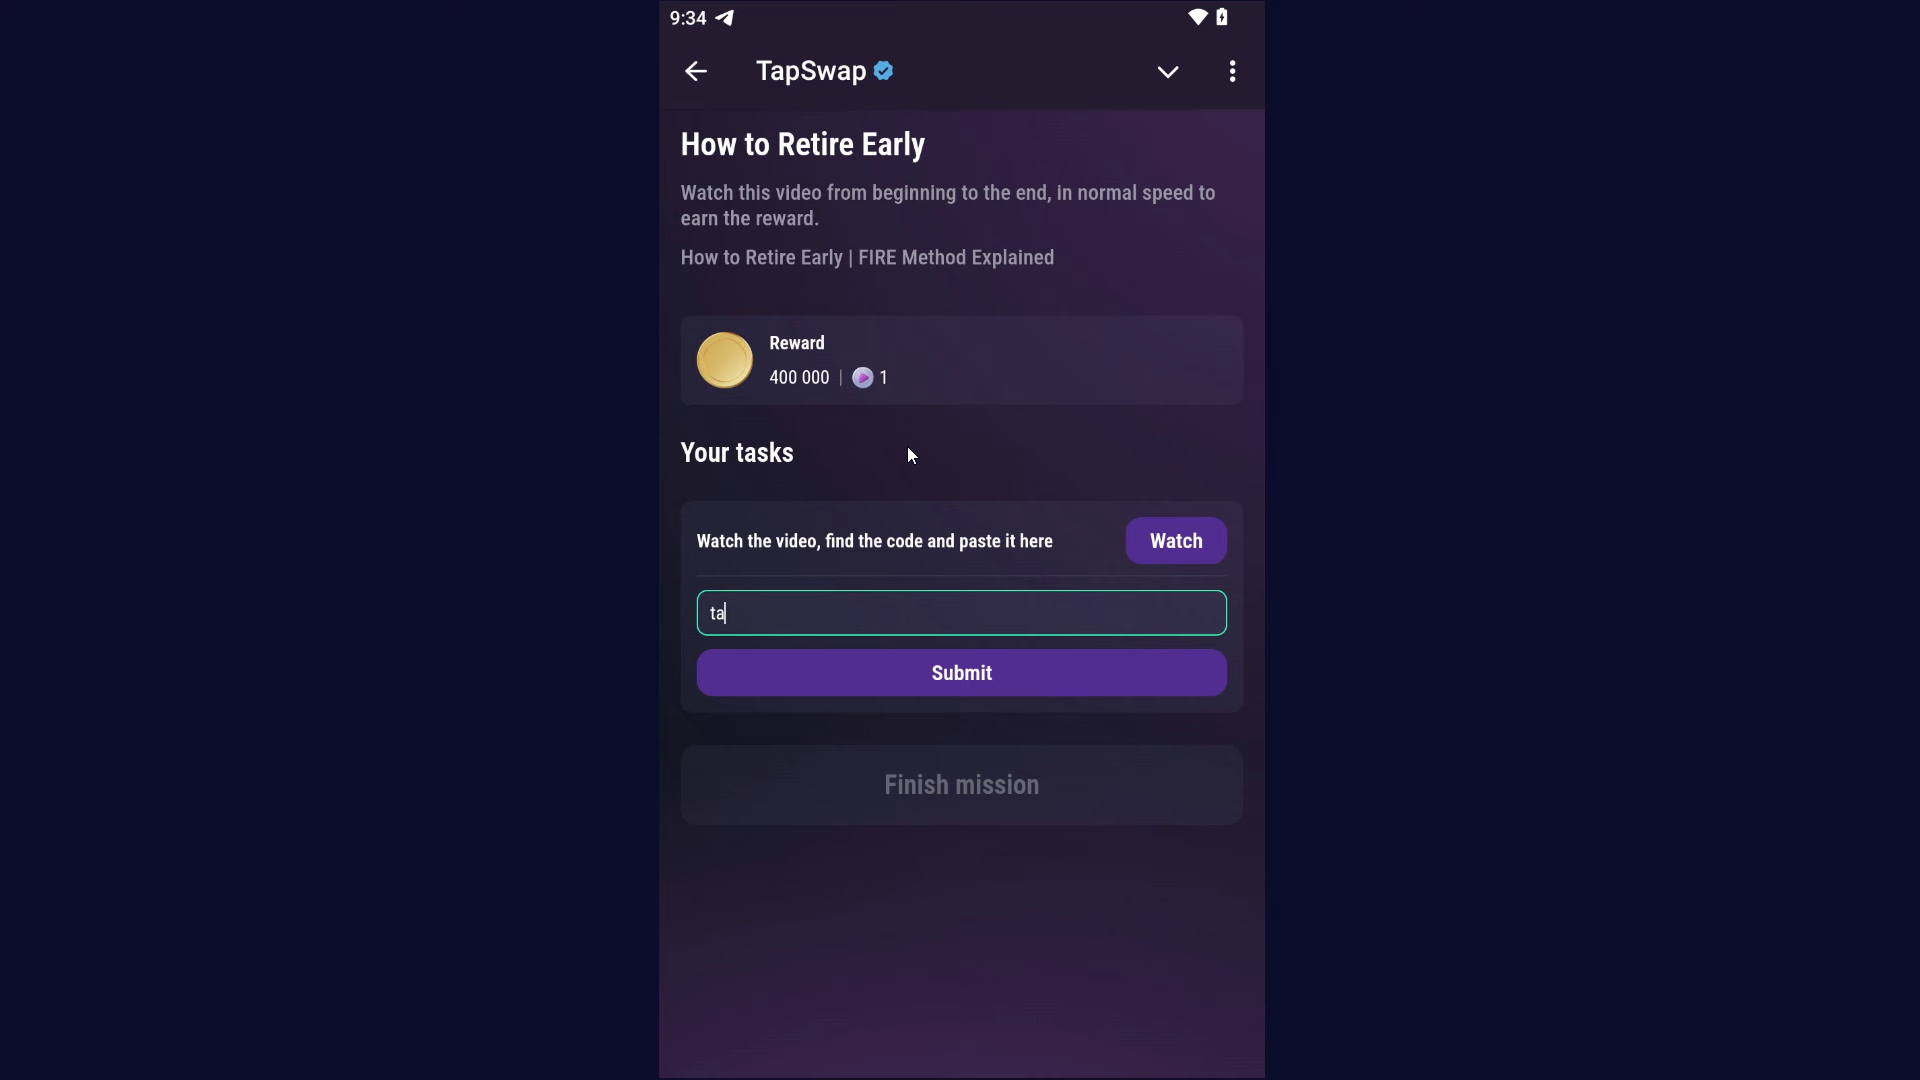 9:34
TapSwap
How to Retire Early
Watch this video from beginning to the end, in normal speed to
earn the reward.
How to Retire Early | FIRE Method Explained
Reward
400 000 | 1
Your tasks
Watch the video, find the code and paste it here
Watch
ta
Submit
Finish mission